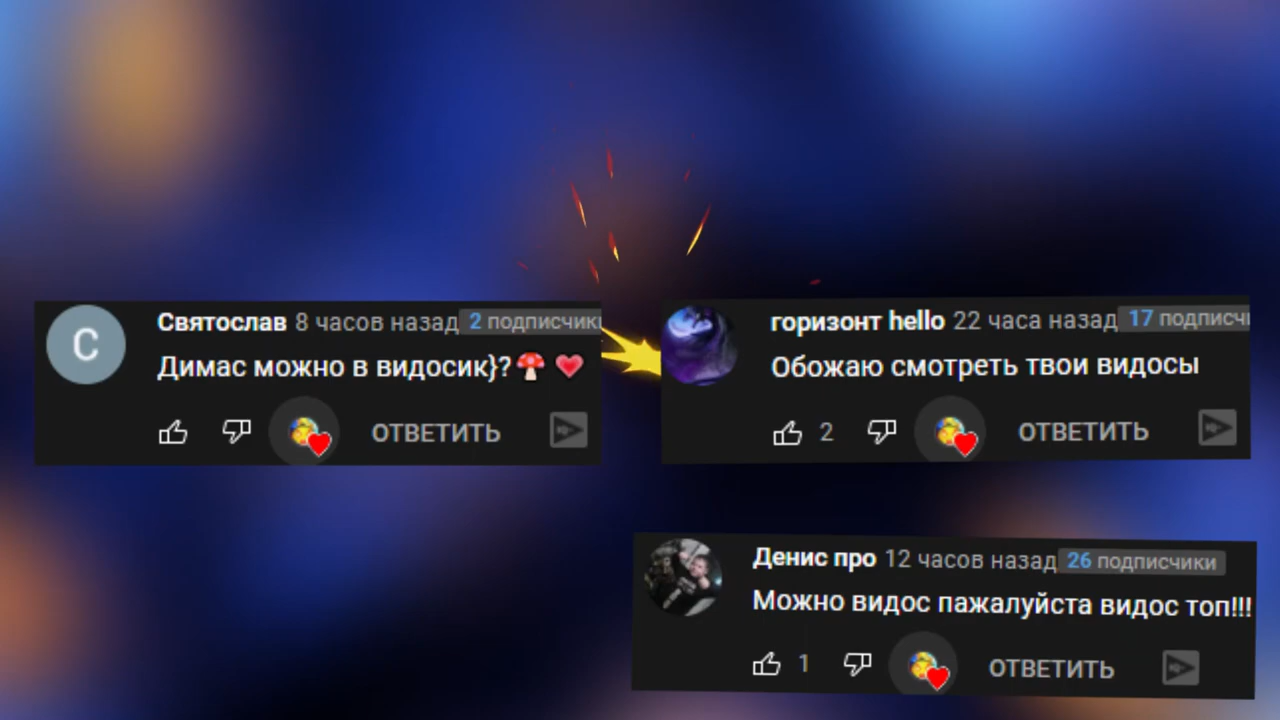 С
Святослав 8 часов назад 2 подписчики
Димас можно в видосик}?🍄 ❤️
ОТВЕТИТЬ
горизонт hello 22 часа назад 17 подписчи
Обожаю смотреть твои видосы
2 ОТВЕТИТЬ
Денис про 12 часов назад 26 подписчики
Можно видос пажалуйста видос топ!!!
1 ОТВЕТИТЬ